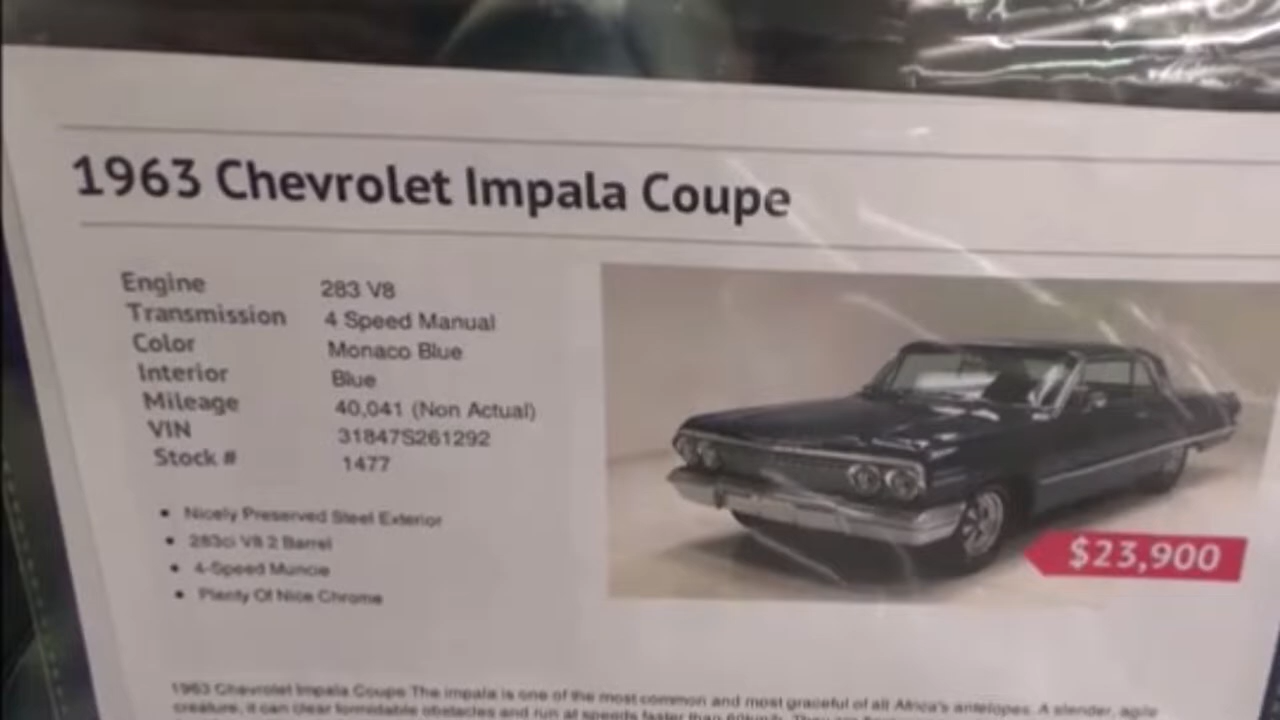 1963 Chevrolet Impala Coupe
Engine 283 V8
Transmission 4 Speed Manual
Color Monaco Blue
Interior Blue
Mileage 40,041 (Non Actual)
VIN 31847S261292
Stock # 1477
• Nicely Preserved Steel Exterior
• 283ci V8 2 Barrel
• 4-Speed Muncie
• Plenty Of Nice Chrome
$23,900
1963 Chevrolet Impala Coupe The impala is one of the most common and most graceful of all Africa's antelopes. A slender, agile
creature, it can clear formidable obstacles and run at speeds faster than 60km/h. They are